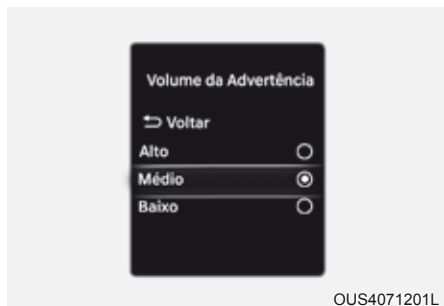 Volume da Advertência
Voltar
Alto
Médio
Baixo
OUS4071201L